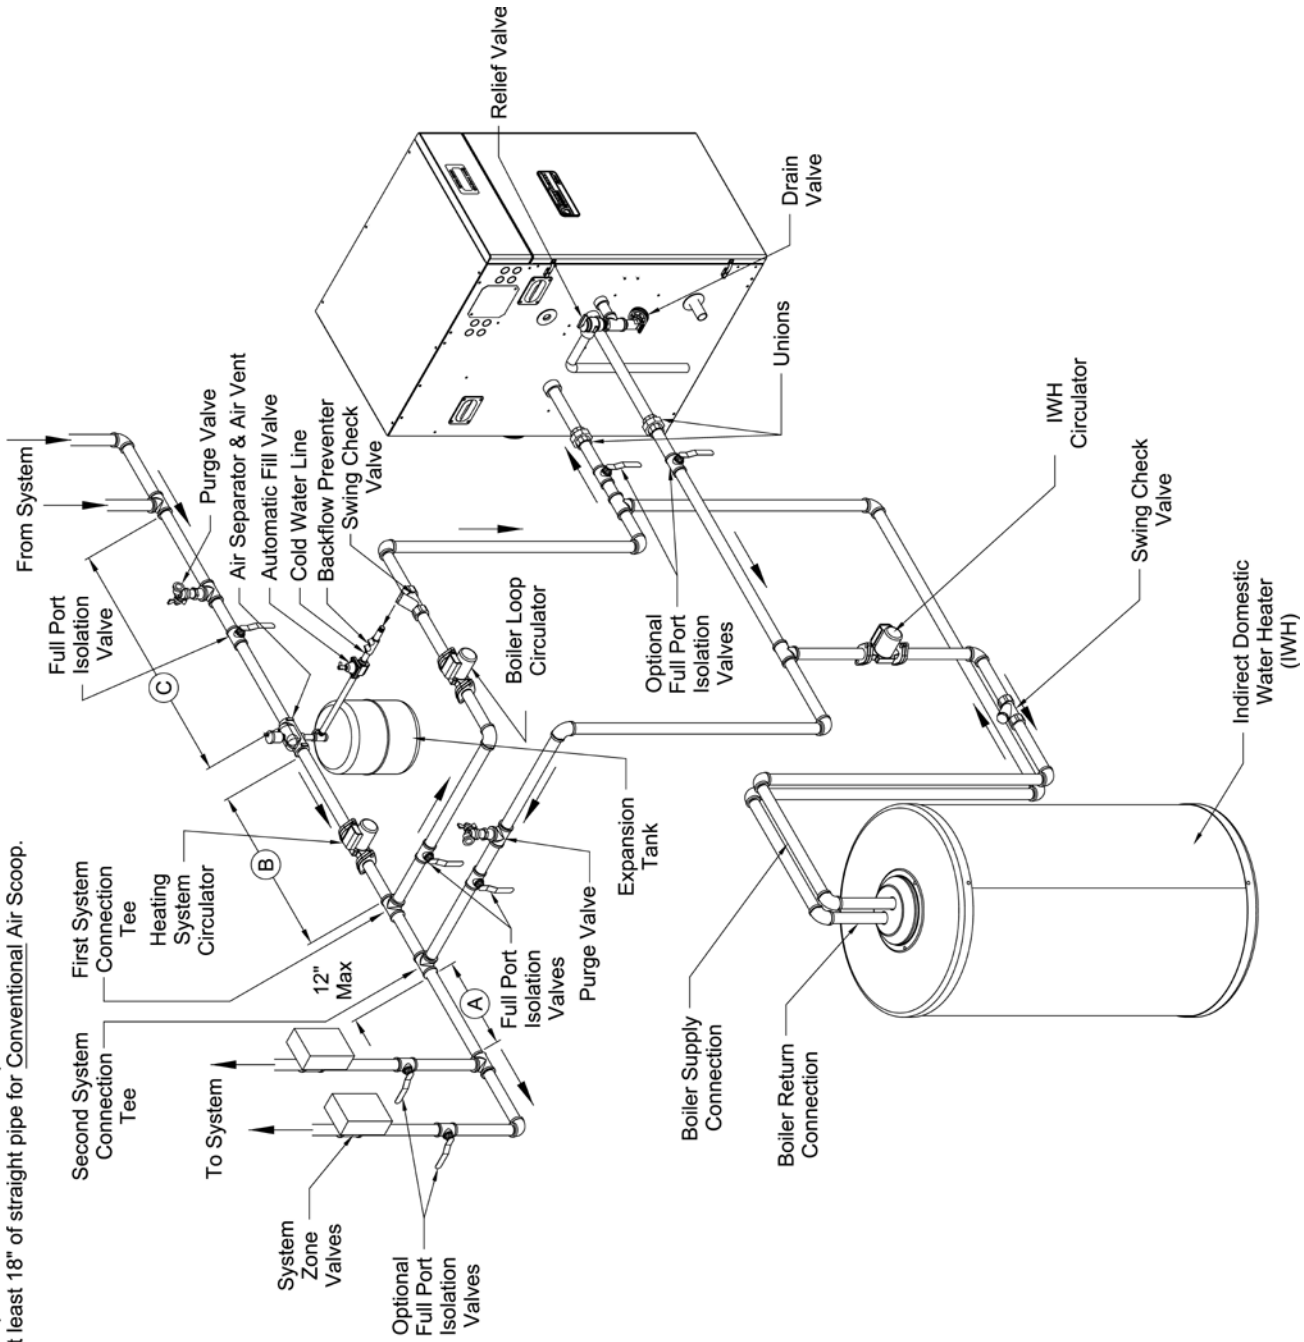 t least 18" of straight pipe for Conventional Air Scoop.
From System
Full Port
Isolation
Valve
Purge Valve
Air Separator & Air Vent
Automatic Fill Valve
Cold Water Line
Backflow Preventer
Swing Check
Valve
Relief Valve
Drain
Valve
Unions
C
B
A
First System
Connection
Tee
Heating
System
Circulator
Second System
Connection
Tee
12"
Max
To System
System
Zone
Valves
Optional
Full Port
Isolation
Valves
Full Port
Isolation
Valves
Purge Valve
Expansion
Tank
Boiler Loop
Circulator
Optional
Full Port
Isolation
Valves
IWH
Circulator
Swing Check
Valve
Boiler Supply
Connection
Boiler Return
Connection
Indirect Domestic
Water Heater
(IWH)